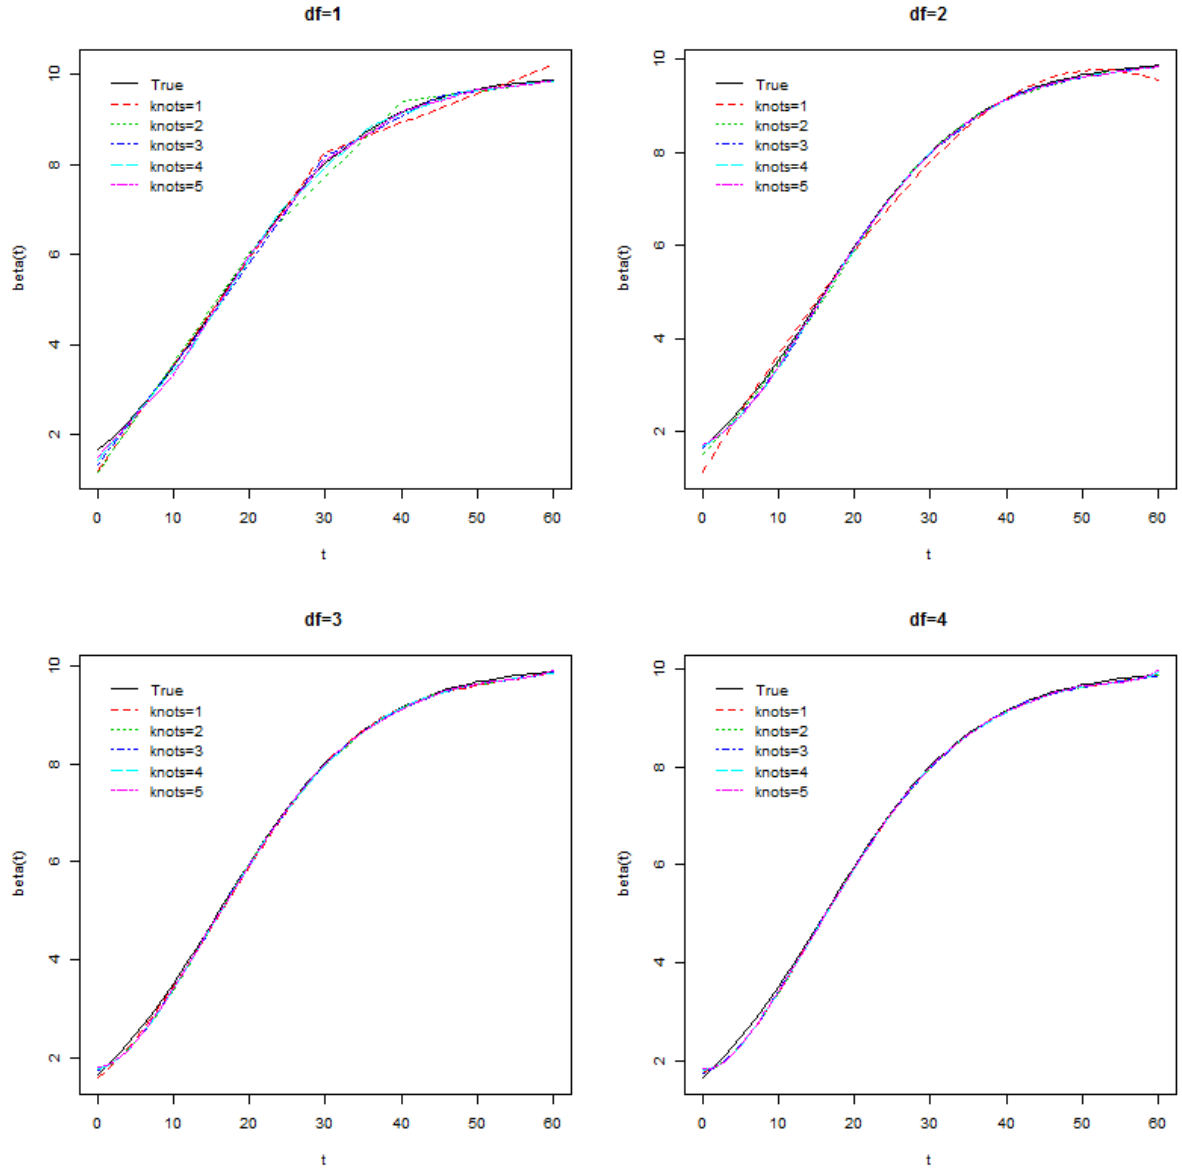 df=1
10
8
6
4
2
beta(t)
True
knots=1
knots=2
knots=3
knots=4
knots=5
0 10 20 30 40 50 60
t
df=2
10
8
6
4
2
beta(t)
True
knots=1
knots=2
knots=3
knots=4
knots=5
0 10 20 30 40 50 60
t
df=3
10
8
6
4
2
beta(t)
True
knots=1
knots=2
knots=3
knots=4
knots=5
0 10 20 30 40 50 60
t
df=4
10
8
6
4
2
beta(t)
True
knots=1
knots=2
knots=3
knots=4
knots=5
0 10 20 30 40 50 60
t